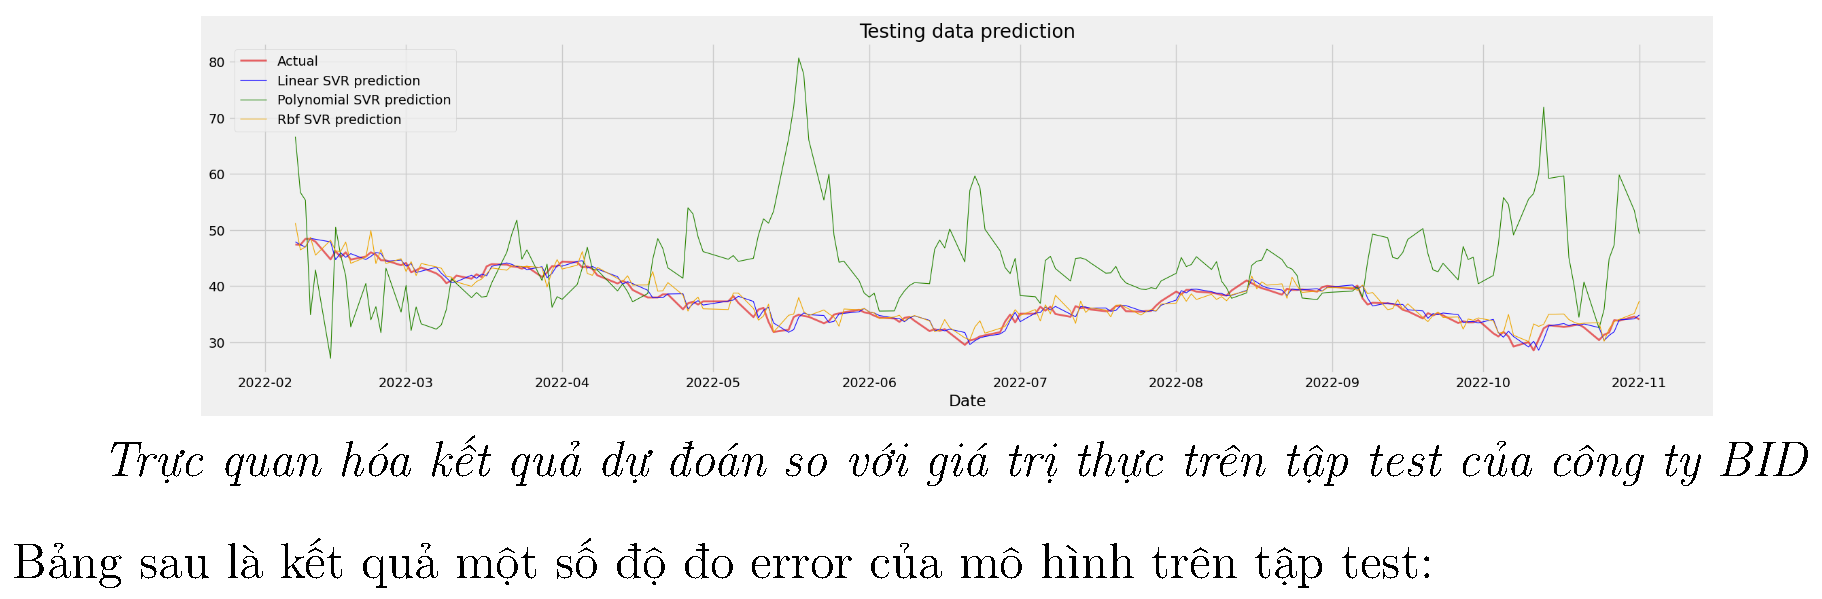 Testing data prediction
Actual
Linear SVR prediction
Polynomial SVR prediction
Rbf SVR prediction
80
70
60
50
40
30
2022-02 2022-03 2022-04 2022-05 2022-06 2022-07 2022-08 2022-09 2022-10 2022-11
Date
Trực quan hóa kết quả dự đoán so với giá trị thực trên tập test của công ty BID
Bảng sau là kết quả một số độ đo error của mô hình trên tập test: